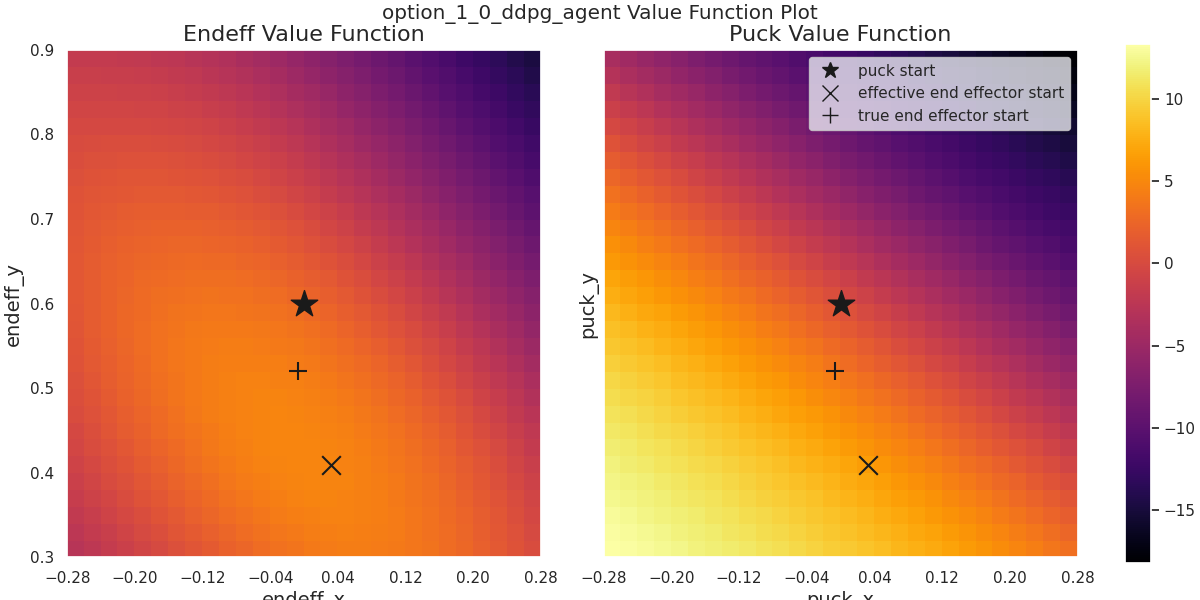 option_1_0_ddpg_agent Value Function Plot
Endeff Value Function
Puck Value Function
puck start
effective end effector start
true end effector start
0.9
0.8
0.7
0.6
0.5
0.4
0.3
endeff_y
puck_y
−0.28 −0.20 −0.12 −0.04 0.04 0.12 0.20 0.28
−0.28 −0.20 −0.12 −0.04 0.04 0.12 0.20 0.28
endeff_x
puck_x
10
5
0
−5
−10
−15